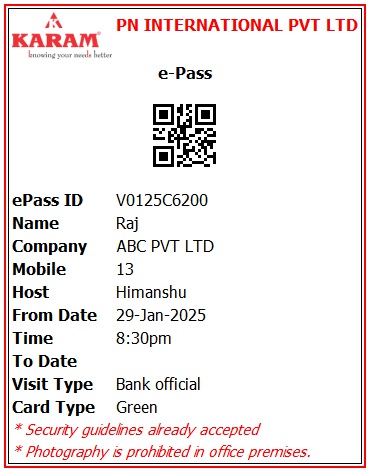 KARAM®
knowing your needs better
PN INTERNATIONAL PVT LTD
e-Pass
ePass ID V0125C6200
Name Raj
Company ABC PVT LTD
Mobile 13
Host Himanshu
From Date 29-Jan-2025
Time 8:30pm
To Date
Visit Type Bank official
Card Type Green
* Security guidelines already accepted
* Photography is prohibited in office premises.